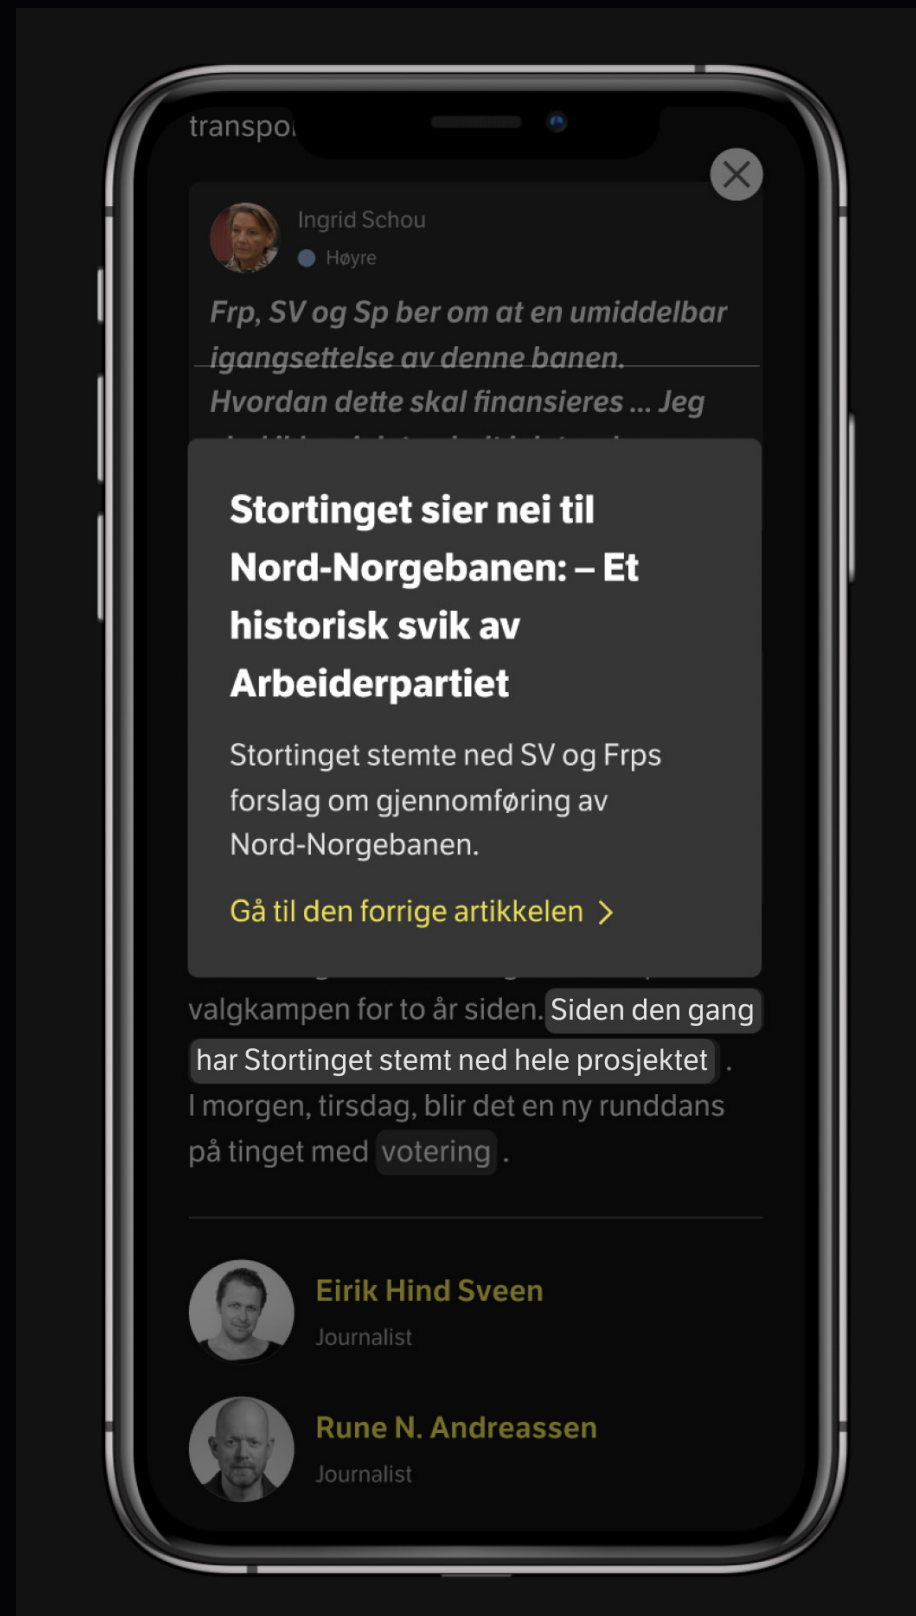 transpo
Ingrid Schou
Høyre
Frp, SV og Sp ber om at en umiddelbar
igangsettelse av denne banen.
Hvordan dette skal finansieres ... Jeg
Stortinget sier nei til
Nord-Norgebanen: – Et
historisk svik av
Arbeiderpartiet
Stortinget stemte ned SV og Frps
forslag om gjennomføring av
Nord-Norgebanen.
Gå til den forrige artikkelen >
valgkampen for to år siden. Siden den gang
har Stortinget stemt ned hele prosjektet .
I morgen, tirsdag, blir det en ny runddans
på tinget med votering .
Eirik Hind Sveen
Journalist
Rune N. Andreassen
Journalist